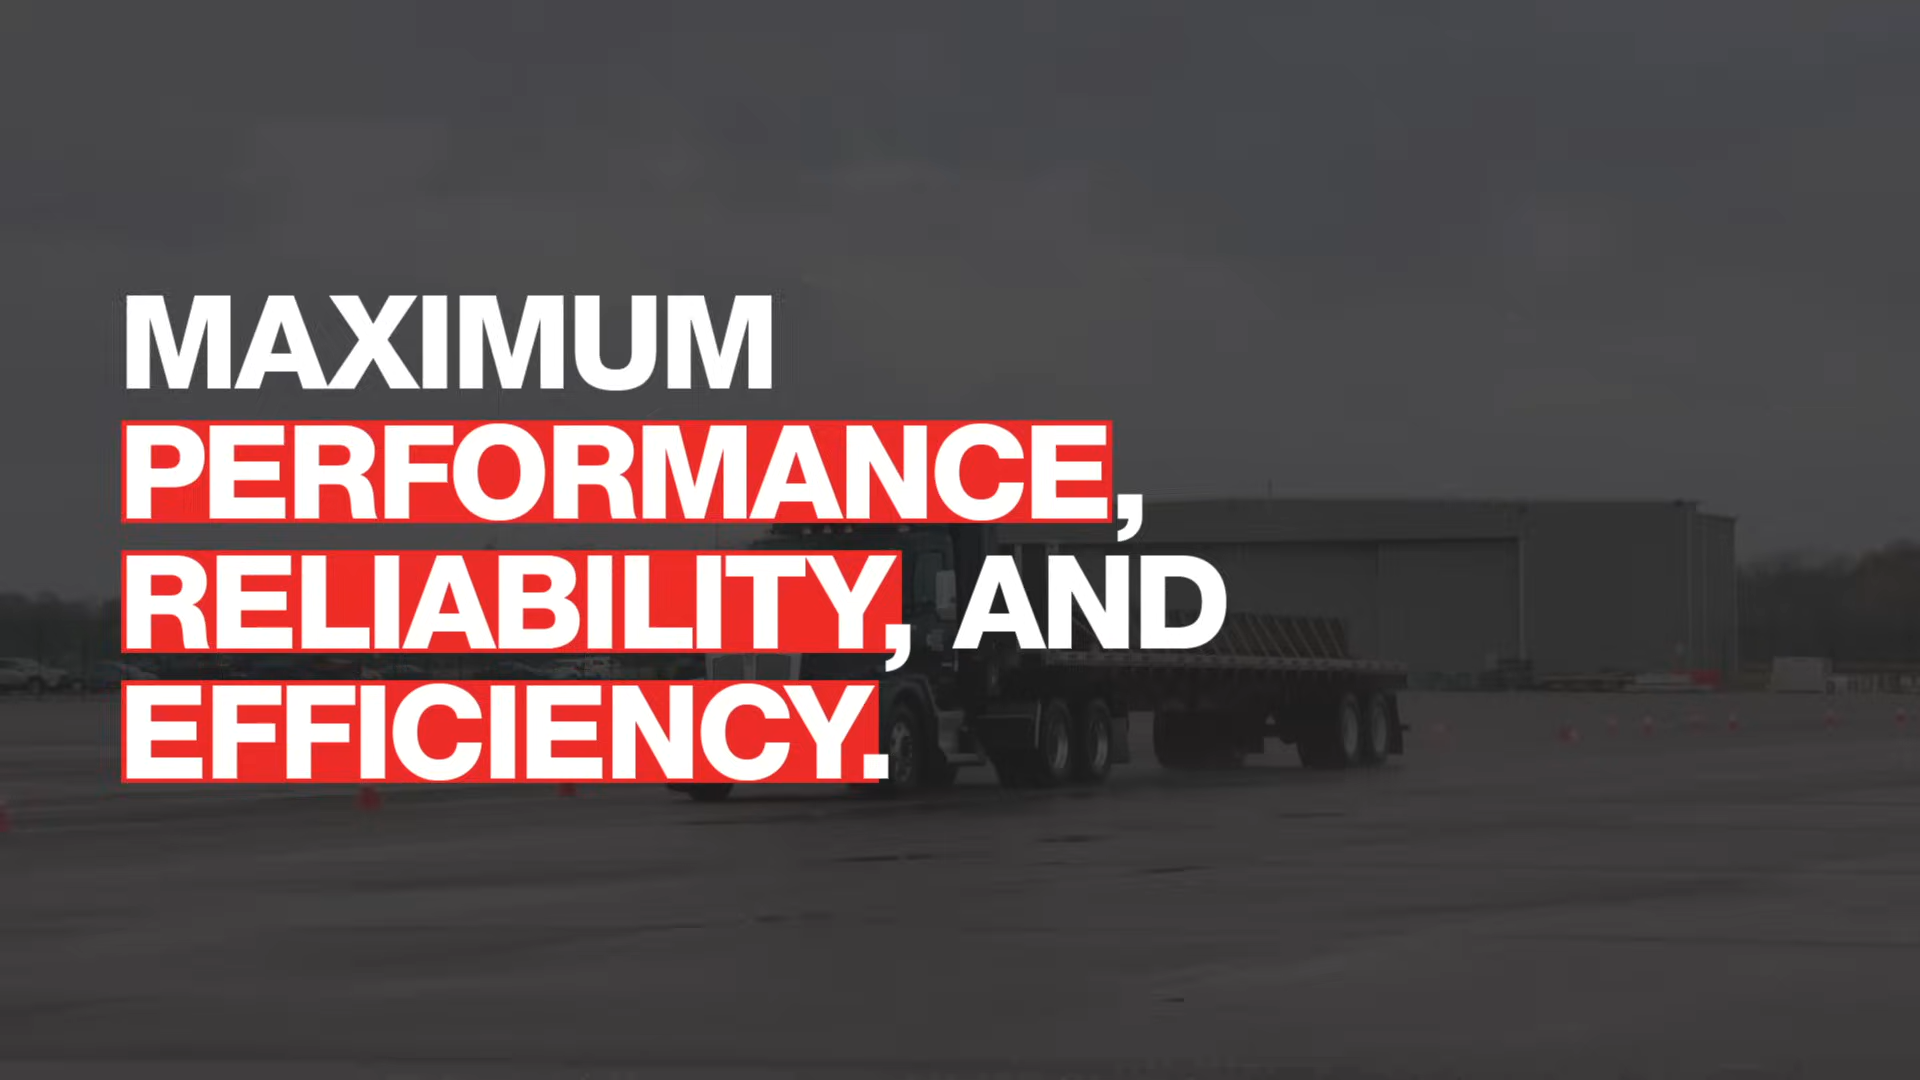 MAXIMUM
PERFORMANCE,
RELIABILITY, AND
EFFICIENCY.